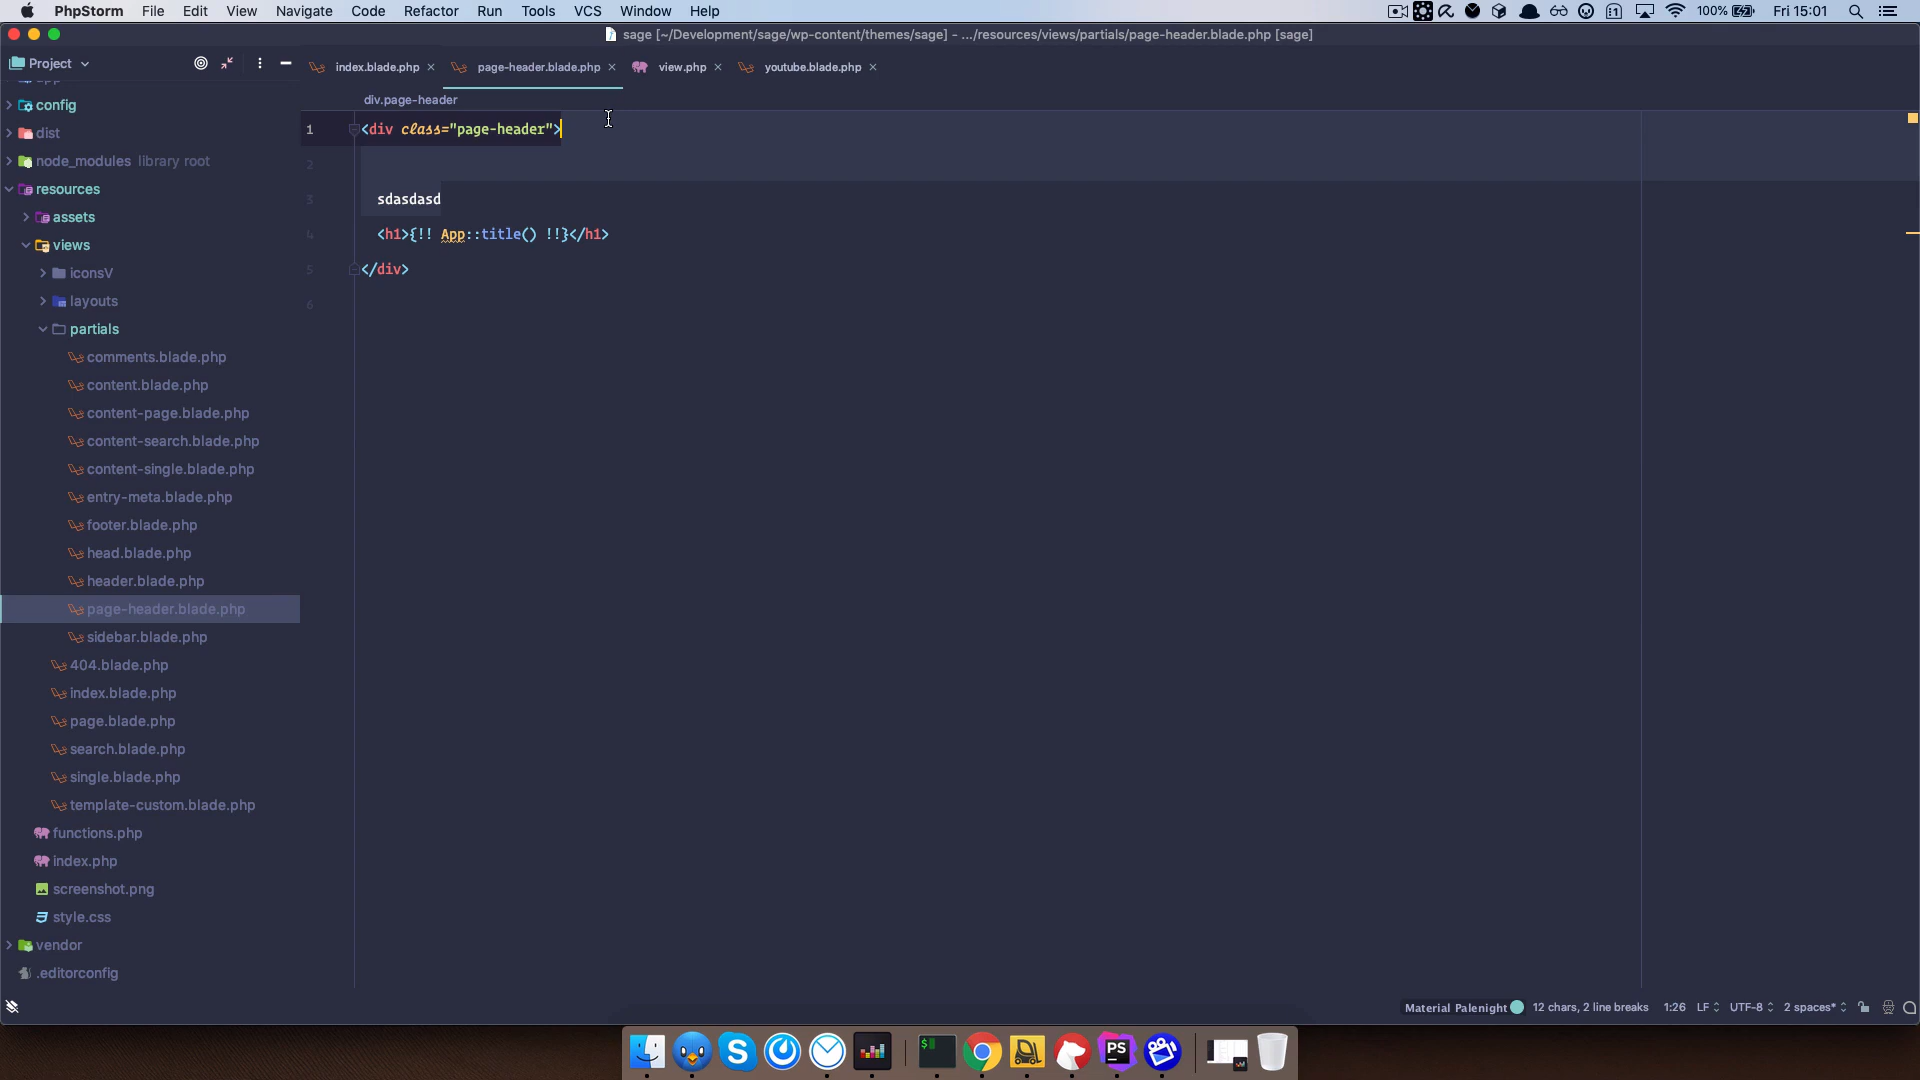 PhpStorm File Edit View Navigate Code Refactor Run Tools VCS Window Help 100% Fri 15:01
sage [~/Development/sage/wp-content/themes/sage] - .../resources/views/partials/page-header.blade.php [sage]
Project index.blade.php page-header.blade.php view.php youtube.blade.php
div.page-header
config
dist
node_modules library root
resources
assets
views
iconsV
layouts
partials
comments.blade.php
content.blade.php
content-page.blade.php
content-search.blade.php
content-single.blade.php
entry-meta.blade.php
footer.blade.php
head.blade.php
header.blade.php
page-header.blade.php
sidebar.blade.php
404.blade.php
index.blade.php
page.blade.php
search.blade.php
single.blade.php
template-custom.blade.php
functions.php
index.php
screenshot.png
style.css
vendor
.editorconfig
1 <div class="page-header">
2
3 sdasdasd
4 <h1>{!! App::title() !!}</h1>
5 </div>
6
Material Palenight 12 chars, 2 line breaks 1:26 LF UTF-8 2 spaces*
$ PS